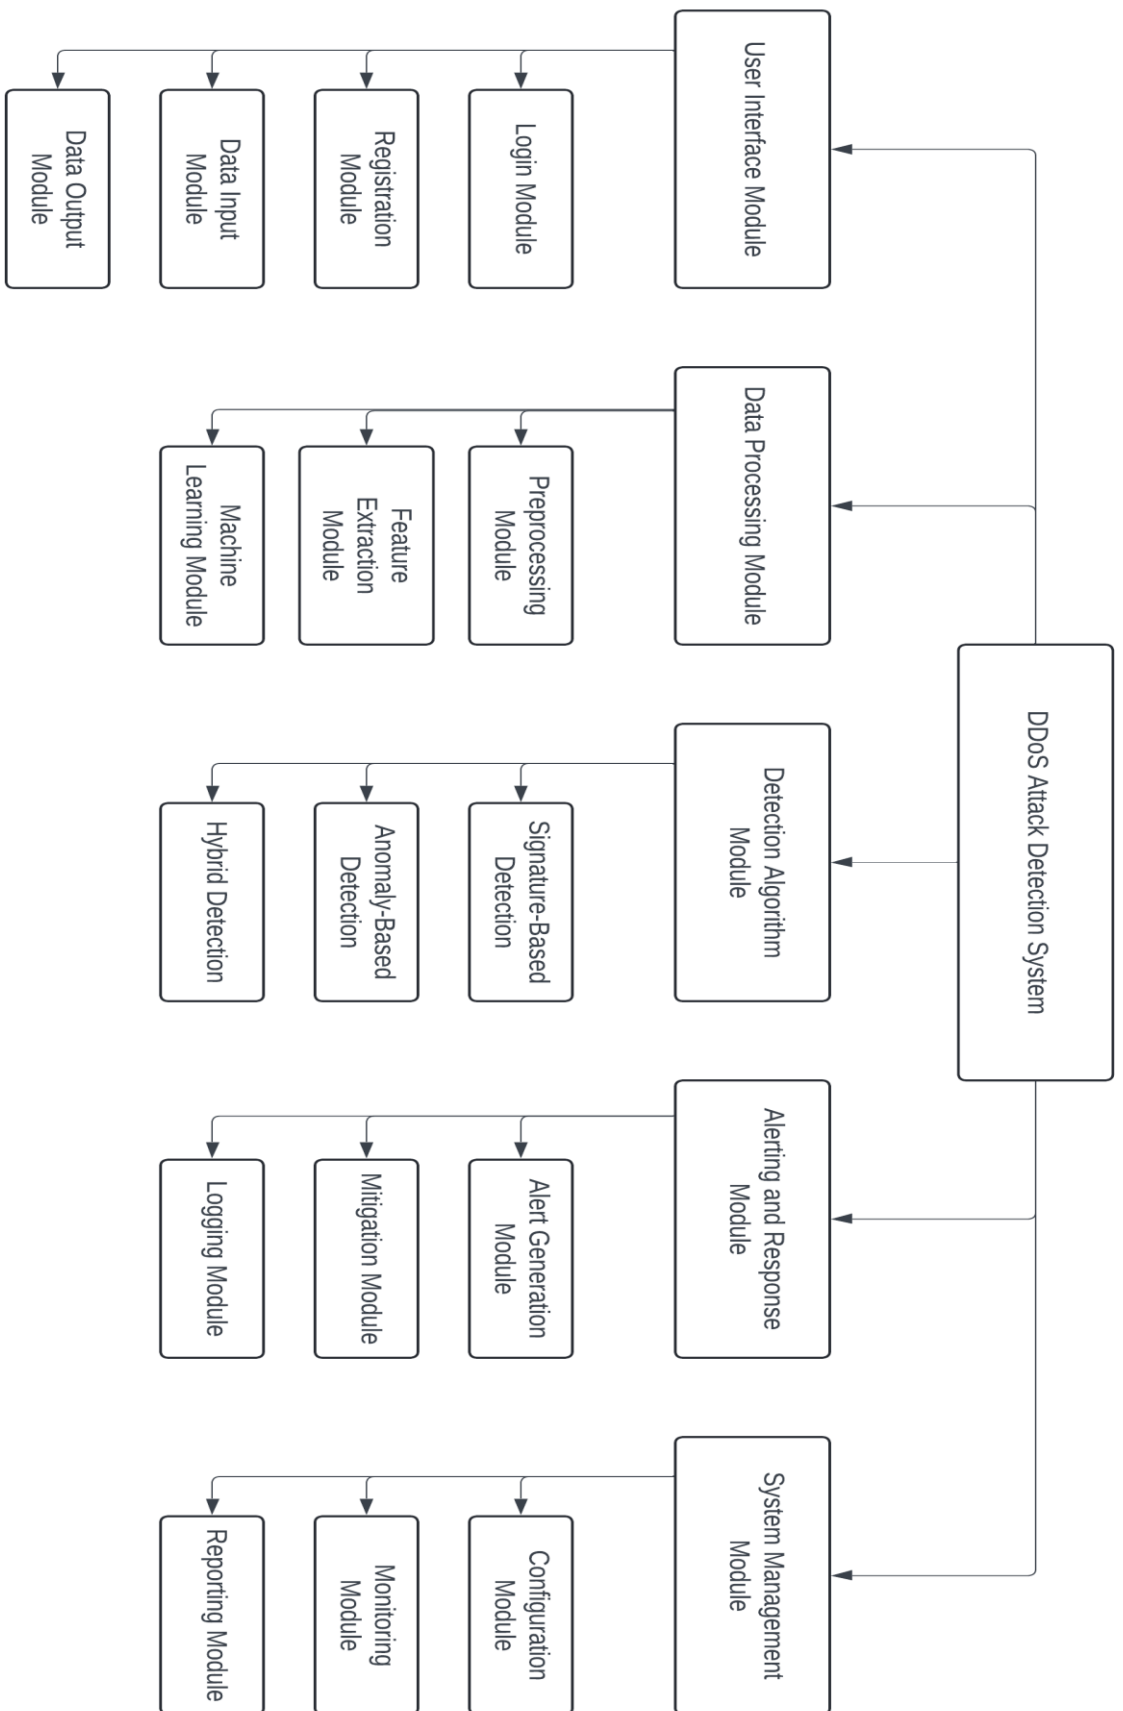 DDoS Attack Detection System
User Interface Module
Data Processing Module
Detection Algorithm
Module
Alerting and Response
Module
System Management
Module
Login Module
Registration
Module
Data Input
Module
Data Output
Module
Preprocessing
Module
Feature
Extraction
Module
Machine
Learning Module
Signature-Based
Detection
Anomaly-Based
Detection
Hybrid Detection
Alert Generation
Module
Mitigation Module
Logging Module
Configuration
Module
Monitoring
Module
Reporting Module